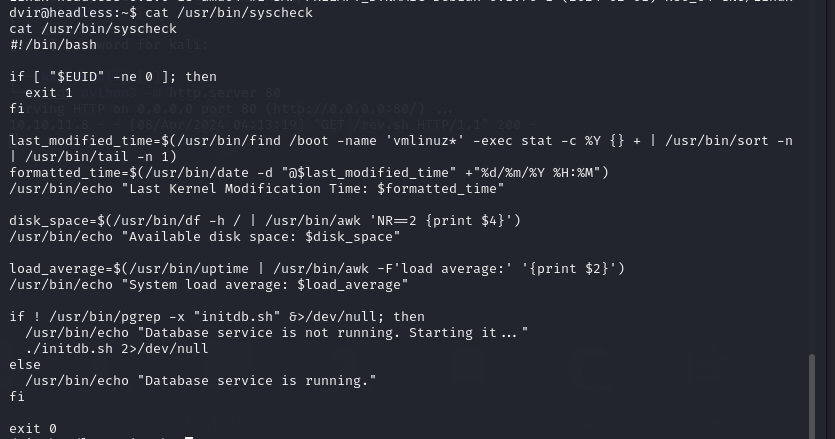 dvir@headless:~$ cat /usr/bin/syscheck
cat /usr/bin/syscheck
#!/bin/bash
if [ "$EUID" -ne 0 ]; then
  exit 1
fi
last_modified_time=$(/usr/bin/find /boot -name 'vmlinuz*' -exec stat -c %Y {} + | /usr/bin/sort -n
| /usr/bin/tail -n 1)
formatted_time=$(/usr/bin/date -d "@$last_modified_time" +"%d/%m/%Y %H:%M")
/usr/bin/echo "Last Kernel Modification Time: $formatted_time"
disk_space=$(/usr/bin/df -h / | /usr/bin/awk 'NR==2 {print $4}')
/usr/bin/echo "Available disk space: $disk_space"
load_average=$(/usr/bin/uptime | /usr/bin/awk -F'load average:' '{print $2}')
/usr/bin/echo "System load average: $load_average"
if ! /usr/bin/pgrep -x "initdb.sh" &>/dev/null; then
  /usr/bin/echo "Database service is not running. Starting it..."
  ./initdb.sh 2>/dev/null
else
  /usr/bin/echo "Database service is running."
fi
exit 0